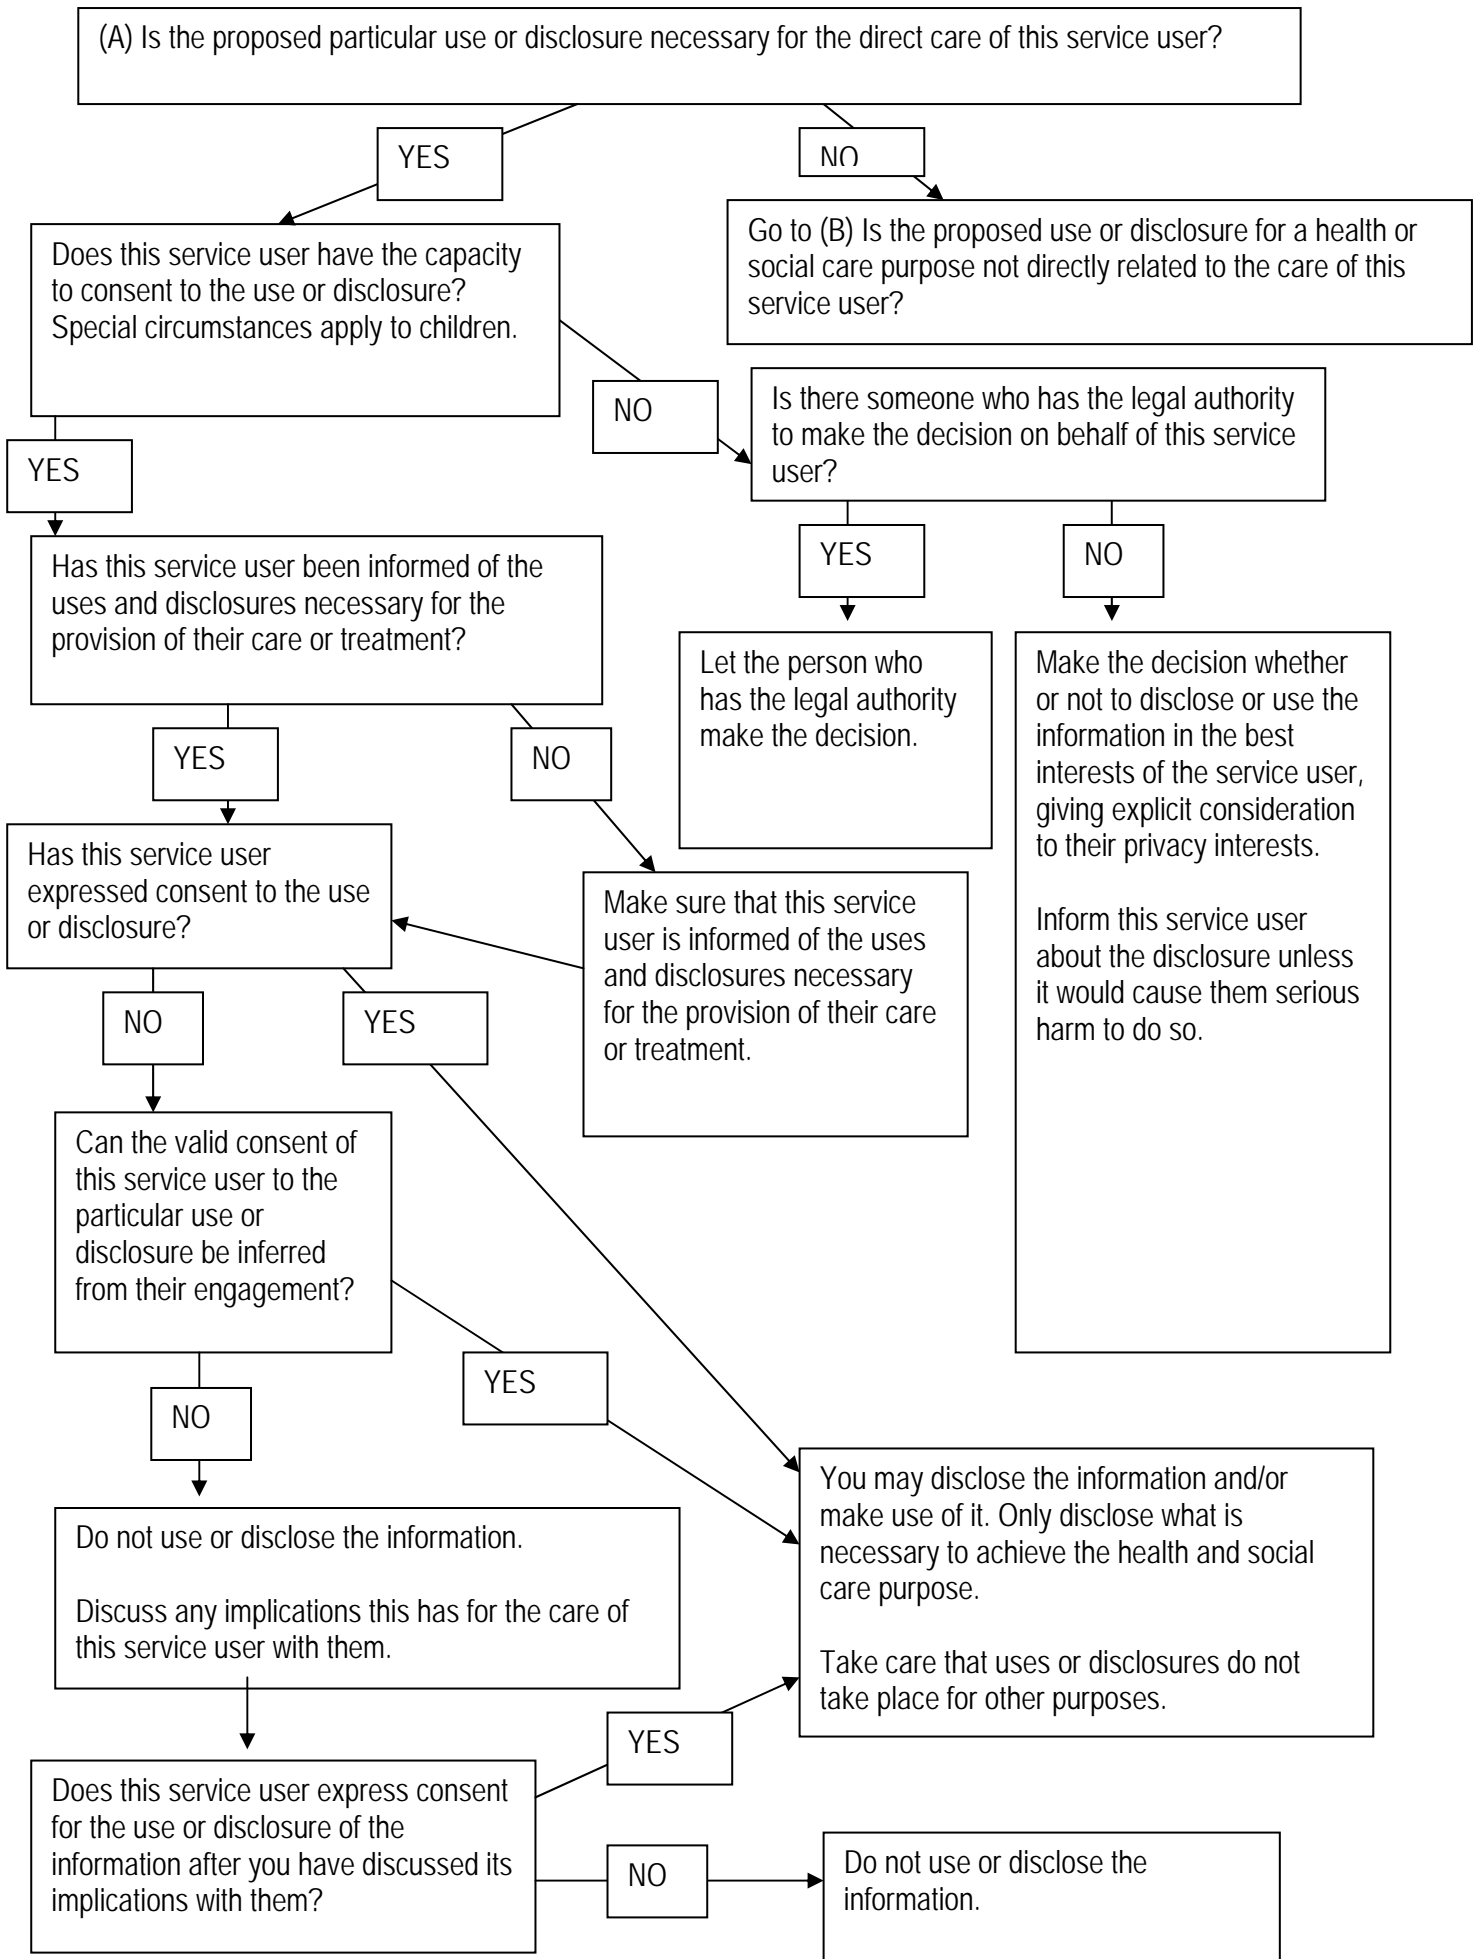 (A) Is the proposed particular use or disclosure necessary for the direct care of this service user?
YES
NO
Does this service user have the capacity
to consent to the use or disclosure?
Special circumstances apply to children.
Go to (B) Is the proposed use or disclosure for a health or
social care purpose not directly related to the care of this
service user?
NO
Is there someone who has the legal authority
to make the decision on behalf of this service
user?
YES
YES
NO
Has this service user been informed of the
uses and disclosures necessary for the
provision of their care or treatment?
Let the person who
has the legal authority
make the decision.
Make the decision whether
or not to disclose or use the
information in the best
interests of the service user,
giving explicit consideration
to their privacy interests.
Inform this service user
about the disclosure unless
it would cause them serious
harm to do so.
YES
NO
Has this service user
expressed consent to the use
or disclosure?
Make sure that this service
user is informed of the uses
and disclosures necessary
for the provision of their care
or treatment.
NO
YES
Can the valid consent of
this service user to the
particular use or
disclosure be inferred
from their engagement?
YES
NO
You may disclose the information and/or
make use of it. Only disclose what is
necessary to achieve the health and social
care purpose.
Take care that uses or disclosures do not
take place for other purposes.
Do not use or disclose the information.
Discuss any implications this has for the care of
this service user with them.
YES
Does this service user express consent
for the use or disclosure of the
information after you have discussed its
implications with them?
NO
Do not use or disclose the
information.